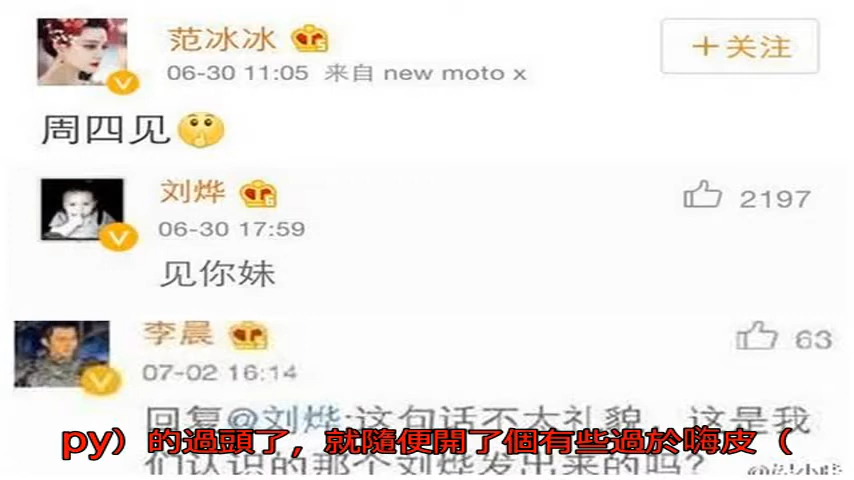 范冰冰
+关注
06-30 11:05 来自 new moto x
周四见
刘烨
2197
06-30 17:59
见你妹
李晨
63
07-02 16:14
回复@刘烨:这句话不太礼貌，这是我
py）的過頭了，就隨便開了個有些過於嗨皮（
们认识的那个刘烨发出来的吗?